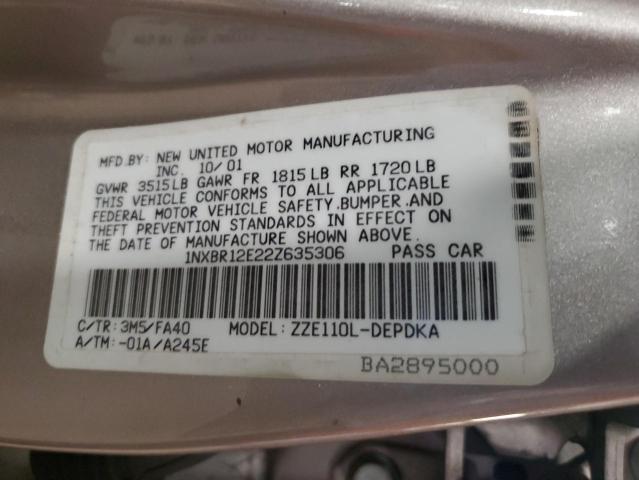 MFD.BY: NEW UNITED MOTOR MANUFACTURING
INC. 10/01
GVWR 3515LB GAWR FR 1815LB RR 1720LB
THIS VEHICLE CONFORMS TO ALL APPLICABLE
FEDERAL MOTOR VEHICLE SAFETY,BUMPER,AND
THEFT PREVENTION STANDARDS IN EFFECT ON
THE DATE OF MANUFACTURE SHOWN ABOVE.
1NXBR12E22Z635306 PASS CAR
C/TR: 3M5/FA40 MODEL: ZZE110L-DEPDKA
A/TM: -01A/A245E
BA2895000